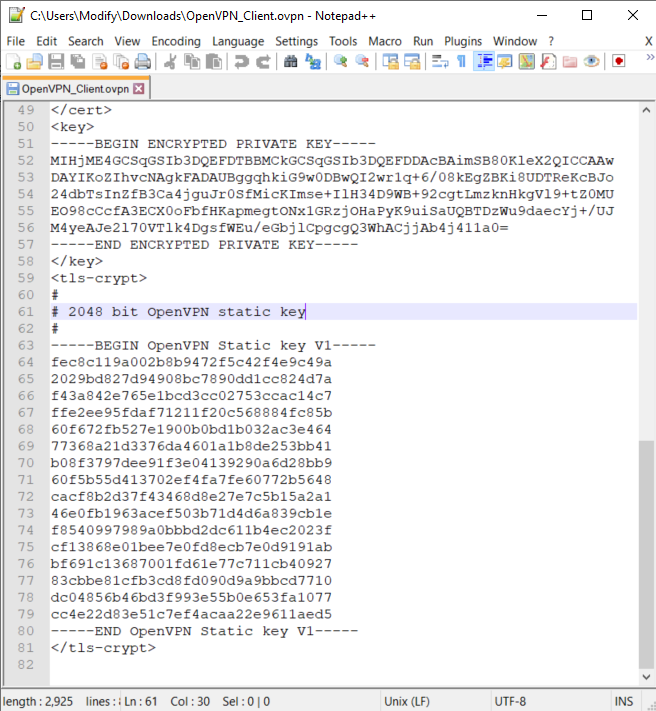 C:\Users\Modify\Downloads\OpenVPN_Client.ovpn - Notepad++
File Edit Search View Encoding Language Settings Tools Macro Run Plugins Window ? X
OpenVPN_Client.ovpn
49 </cert>
50 <key>
51 -----BEGIN ENCRYPTED PRIVATE KEY-----
52 MIHjME4GCSqGSIb3DQEFDTBBMCkGCSqGSIb3DQEFDDAcBAimSB80KleX2QICCAAw
53 DAYIKoZIhvcNAgkFADAUBggqhkiG9w0DBwQI2wr1q+6/08kEgZBKi8UDTReKcBJo
54 24dbTsInZfB3Ca4jguJr0SfMicKImse+IlH34D9WB+92cgtLmzknHkgVl9+tZ0MU
55 EO98cCcfA3ECX0oFbfHKapmegtONx1GRzjOHaPyK9uiSaUQBTDzWu9daecYj+/UJ
56 M4yeAJe2l70VTlk4DgsfWEu/eGbjlCpgcgQ3WhACjjAb4j411a0=
57 -----END ENCRYPTED PRIVATE KEY-----
58 </key>
59 <tls-crypt>
60 #
61 # 2048 bit OpenVPN static key
62 #
63 -----BEGIN OpenVPN Static key V1-----
64 fec8c119a002b8b9472f5c42f4e9c49a
65 2029bd827d94908bc7890dd1cc824d7a
66 f43a842e765e1bcd3cc02753ccac14c7
67 ffe2ee95fdaf71211f20c568884fc85b
68 60f672fb527e1900b0bd1b032ac3e464
69 77368a21d3376da4601a1b8de253bb41
70 b08f3797dee91f3e04139290a6d28bb9
71 60f5b55d413702ef4fa7fe60772b5648
72 cacf8b2d37f43468d8e27e7c5b15a2a1
73 46e0fb1963acef503b71d4d6a839cb1e
74 f8540997989a0bbbd2dc611b4ec2023f
75 cf13868e01bee7e0fd8ecb7e0d9191ab
76 bf691c13687001fd61e77c711cb40927
77 83cbbe81cfb3cd8fd090d9a9bbcd7710
78 dc04856b46bd3f993e55b0e653fa1077
79 cc4e22d83e51c7ef4acaa22e9611aed5
80 -----END OpenVPN Static key V1-----
81 </tls-crypt>
82
length : 2,925 lines : Ln : 61 Col : 30 Sel : 0 | 0 Unix (LF) UTF-8 INS